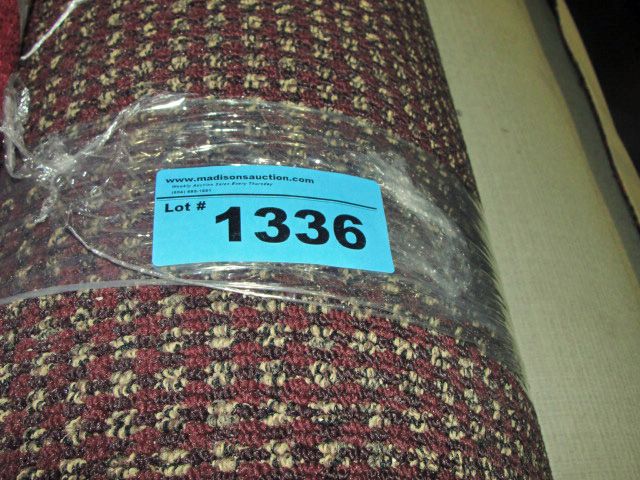 www.madisonsauction.com
Weekly Auction Sales Every Thursday
Lot # 1336